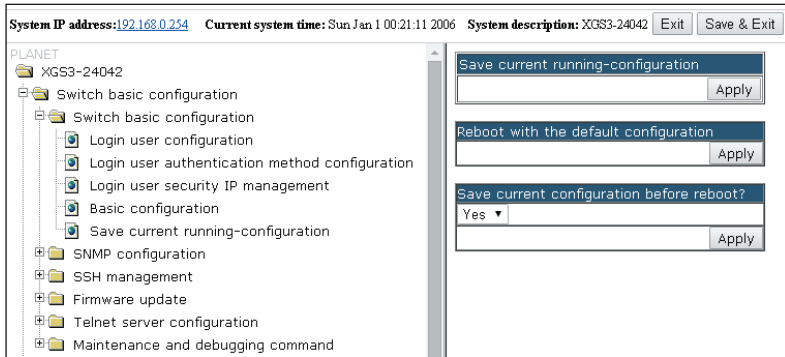 System IP address:192.168.0.254 Current system time: Sun Jan 1 00:21:11 2006 System description: XGS3-24042 Exit Save & Exit
PLANET
XGS3-24042
Switch basic configuration
Switch basic configuration
Login user configuration
Login user authentication method configuration
Login user security IP management
Basic configuration
Save current running-configuration
SNMP configuration
SSH management
Firmware update
Telnet server configuration
Maintenance and debugging command
Save current running-configuration
Apply
Reboot with the default configuration
Apply
Save current configuration before reboot?
Yes
Apply